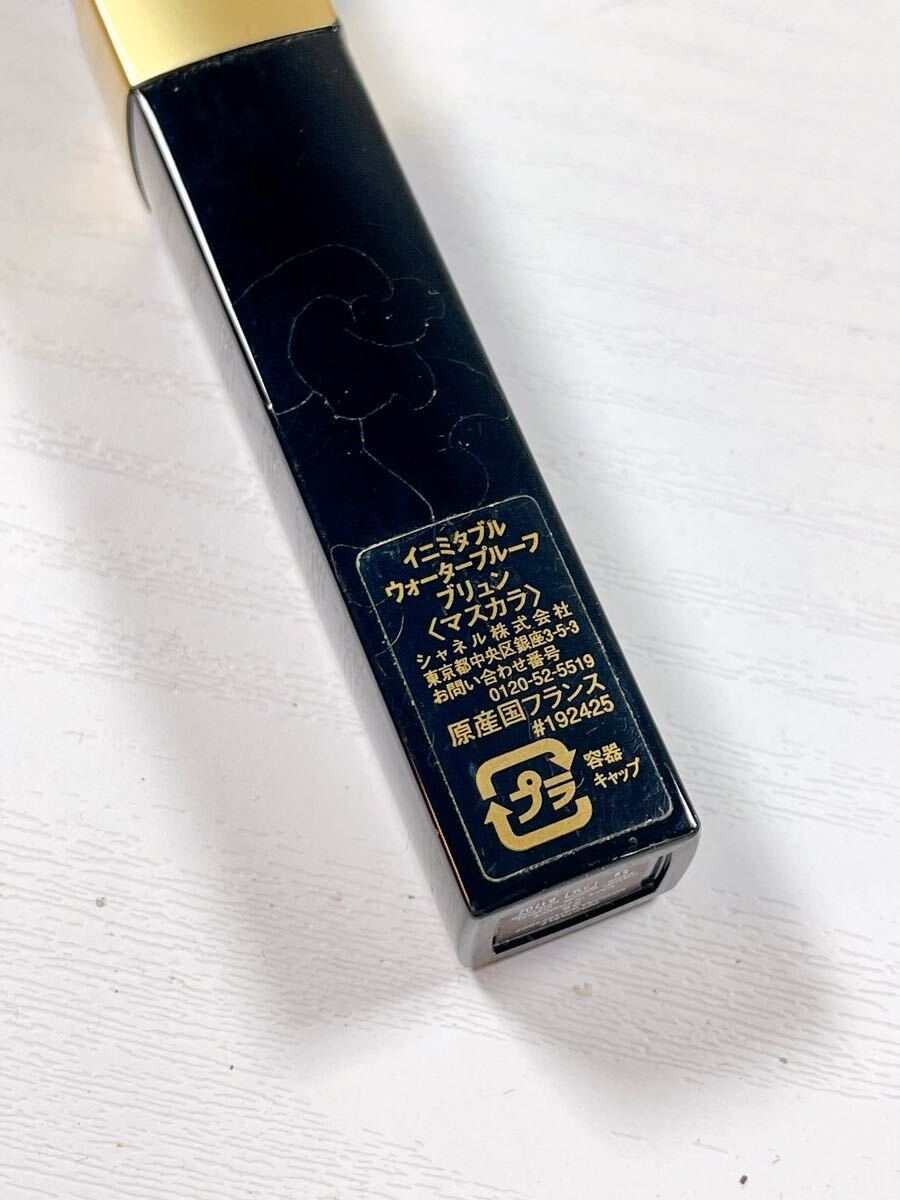 イニミタブル
ウォータープルーフ
ブリュン
〈マスカラ〉
シャネル株式会社
東京都中央区銀座3-5-3
お問い合わせ番号
0120-52-5519
原産国フランス
#192425
プラ
容器
キャップ